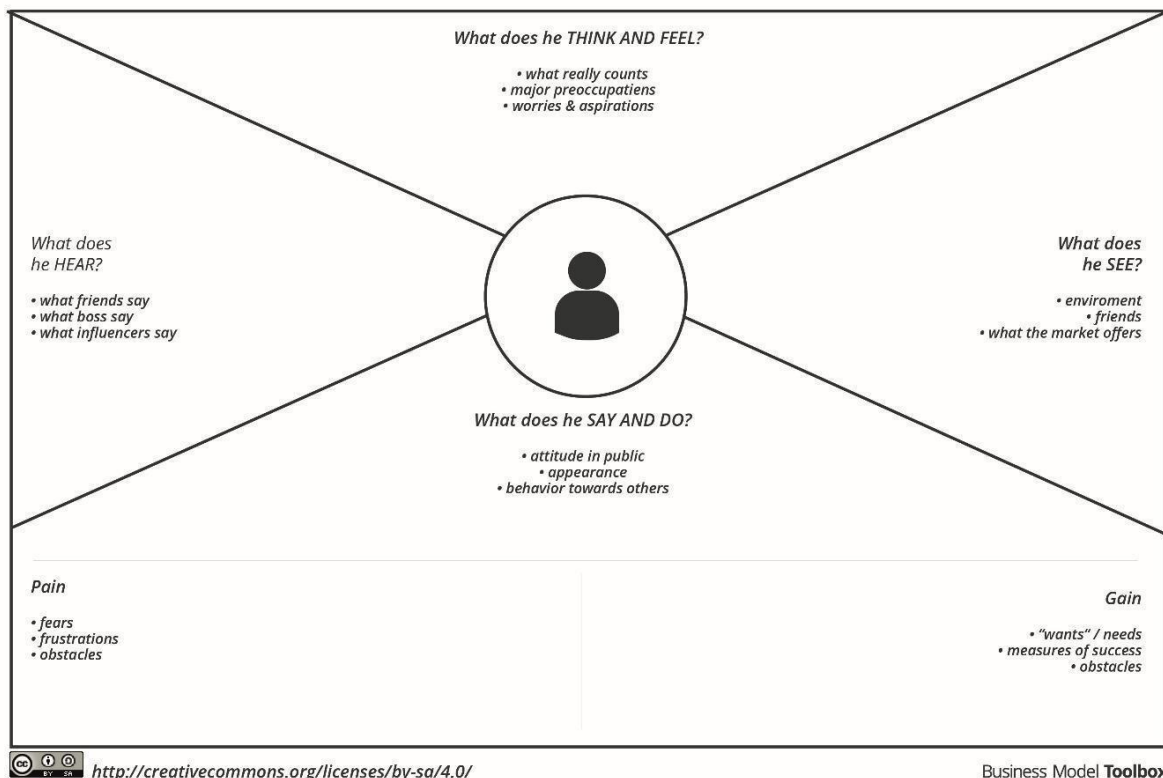 What does he THINK AND FEEL?
• what really counts
• major preoccupatiens
• worries & aspirations
What does
he HEAR?
• what friends say
• what boss say
• what influencers say
What does
he SEE?
• enviroment
• friends
• what the market offers
What does he SAY AND DO?
• attitude in public
• appearance
• behavior towards others
Pain
• fears
• frustrations
• obstacles
Gain
• “wants“ / needs
• measures of success
• obstacles
cc BY SA
http://creativecommons.org/licenses/by-sa/4.0/
Business Model Toolbox